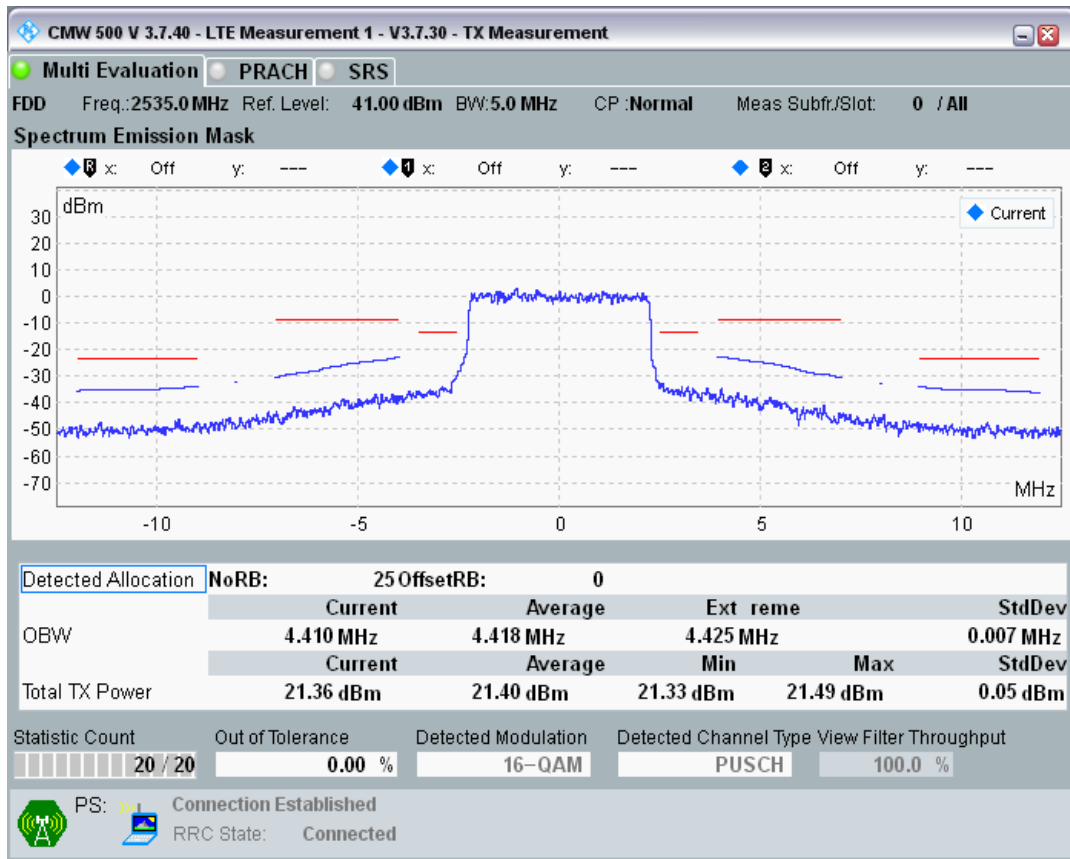 CMW 500 V 3.7.40 - LTE Measurement 1 - V3.7.30 - TX Measurement
Multi Evaluation PRACH SRS
FDD Freq.:2535.0 MHz Ref. Level: 41.00 dBm BW:5.0 MHz CP :Normal Meas Subfr./Slot: 0 / All
Spectrum Emission Mask
R x: Off y: --- 1 x: Off y: --- 2 x: Off y: ---
dBm
Current
30
20
10
0
-10
-20
-30
-40
-50
-60
-70
MHz
-10 -5 0 5 10
Detected Allocation NoRB: 25 OffsetRB: 0
Current Average Ext reme StdDev
OBW 4.410 MHz 4.418 MHz 4.425 MHz 0.007 MHz
Current Average Min Max StdDev
Total TX Power 21.36 dBm 21.40 dBm 21.33 dBm 21.49 dBm 0.05 dBm
Statistic Count Out of Tolerance Detected Modulation Detected Channel Type View Filter Throughput
20 / 20 0.00 % 16-QAM PUSCH 100.0 %
PS: Connection Established
RRC State: Connected